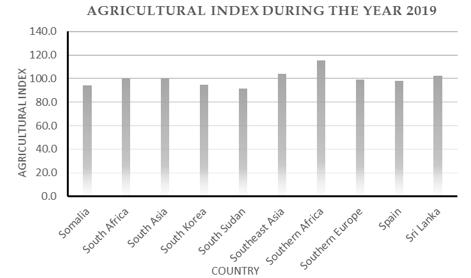 AGRICULTURAL INDEX DURING THE YEAR 2019
140.0
120.0
100.0
80.0
60.0
40.0
20.0
0.0
AGRICULTURAL INDEX
Somalia
South Africa
South Asia
South Korea
South Sudan
Southeast Asia
Southern Africa
Southern Europe
Spain
Sri Lanka
COUNTRY